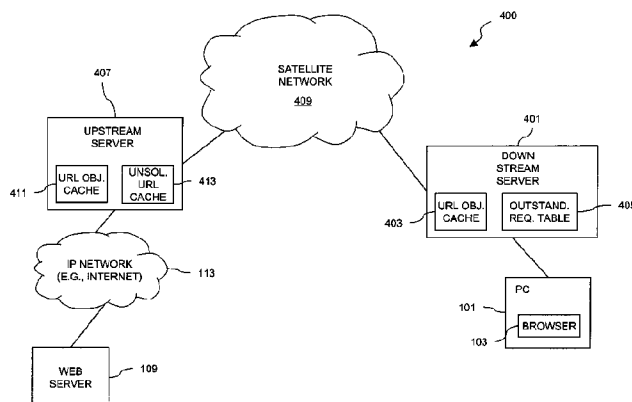 400
SATELLITE
NETWORK
409
407
UPSTREAM
SERVER
URL OBJ.
CACHE
UNSOL.
URL
CACHE
411
413
401
DOWN
STREAM
SERVER
URL OBJ.
CACHE
OUTSTAND.
REQ. TABLE
403
405
IP NETWORK
(E.G., INTERNET)
113
PC
101
BROWSER
103
WEB
SERVER
109